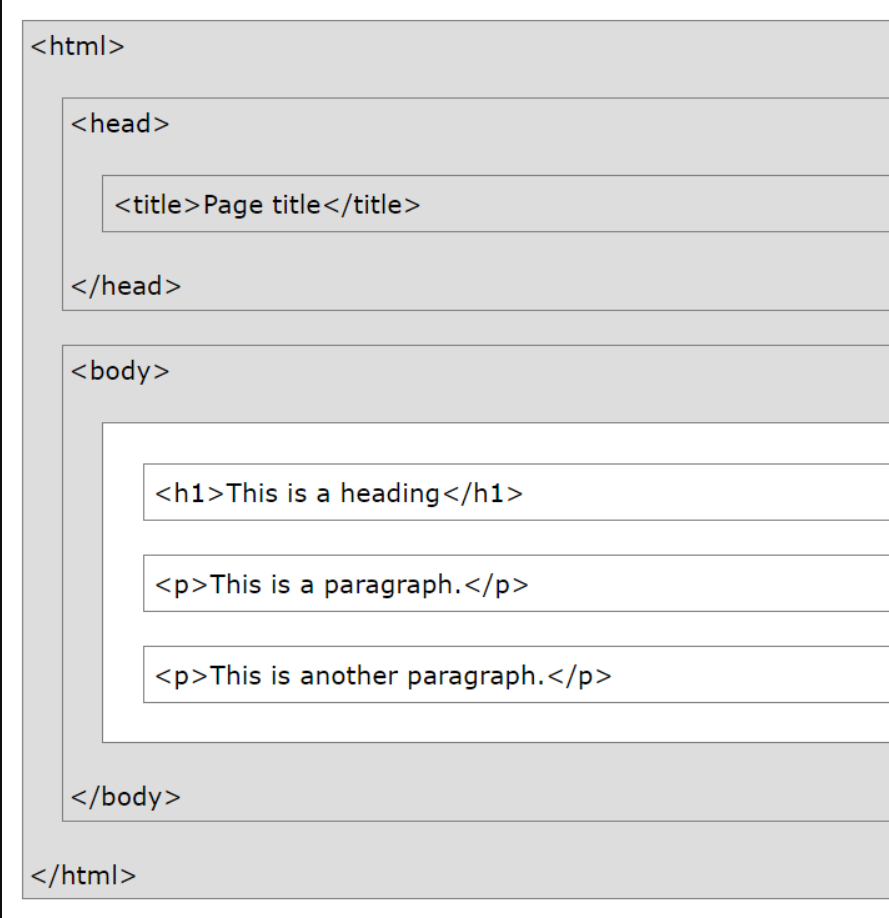 <html>
<head>
<title>Page title</title>
</head>
<body>
<h1>This is a heading</h1>
<p>This is a paragraph.</p>
<p>This is another paragraph.</p>
</body>
</html>